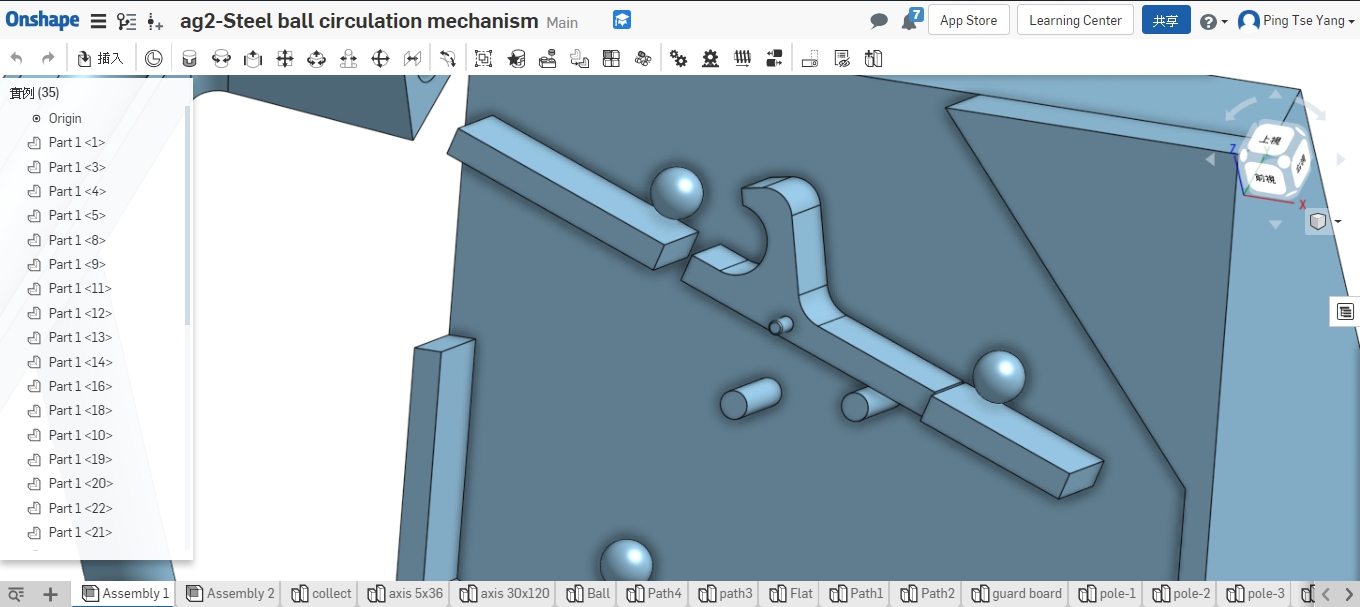 Onshape ag2-Steel ball circulation mechanism Main 7 App Store Learning Center 共享 Ping Tse Yang
插入
實例 (35)
Origin
Part 1 <1>
Part 1 <3>
Part 1 <4>
Part 1 <5>
Part 1 <8>
Part 1 <9>
Part 1 <11>
Part 1 <12>
Part 1 <13>
Part 1 <14>
Part 1 <16>
Part 1 <18>
Part 1 <10>
Part 1 <19>
Part 1 <20>
Part 1 <22>
Part 1 <21>
上視
Z
前視
右視
X
Assembly 1 Assembly 2 collect axis 5x36 axis 30x120 Ball Path4 path3 Flat Path1 Path2 guard board pole-1 pole-2 pole-3